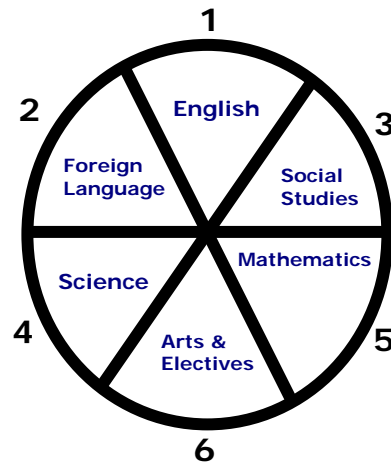 1
English
2
Foreign
Language
3
Social
Studies
Science
4
Mathematics
5
Arts &
Electives
6